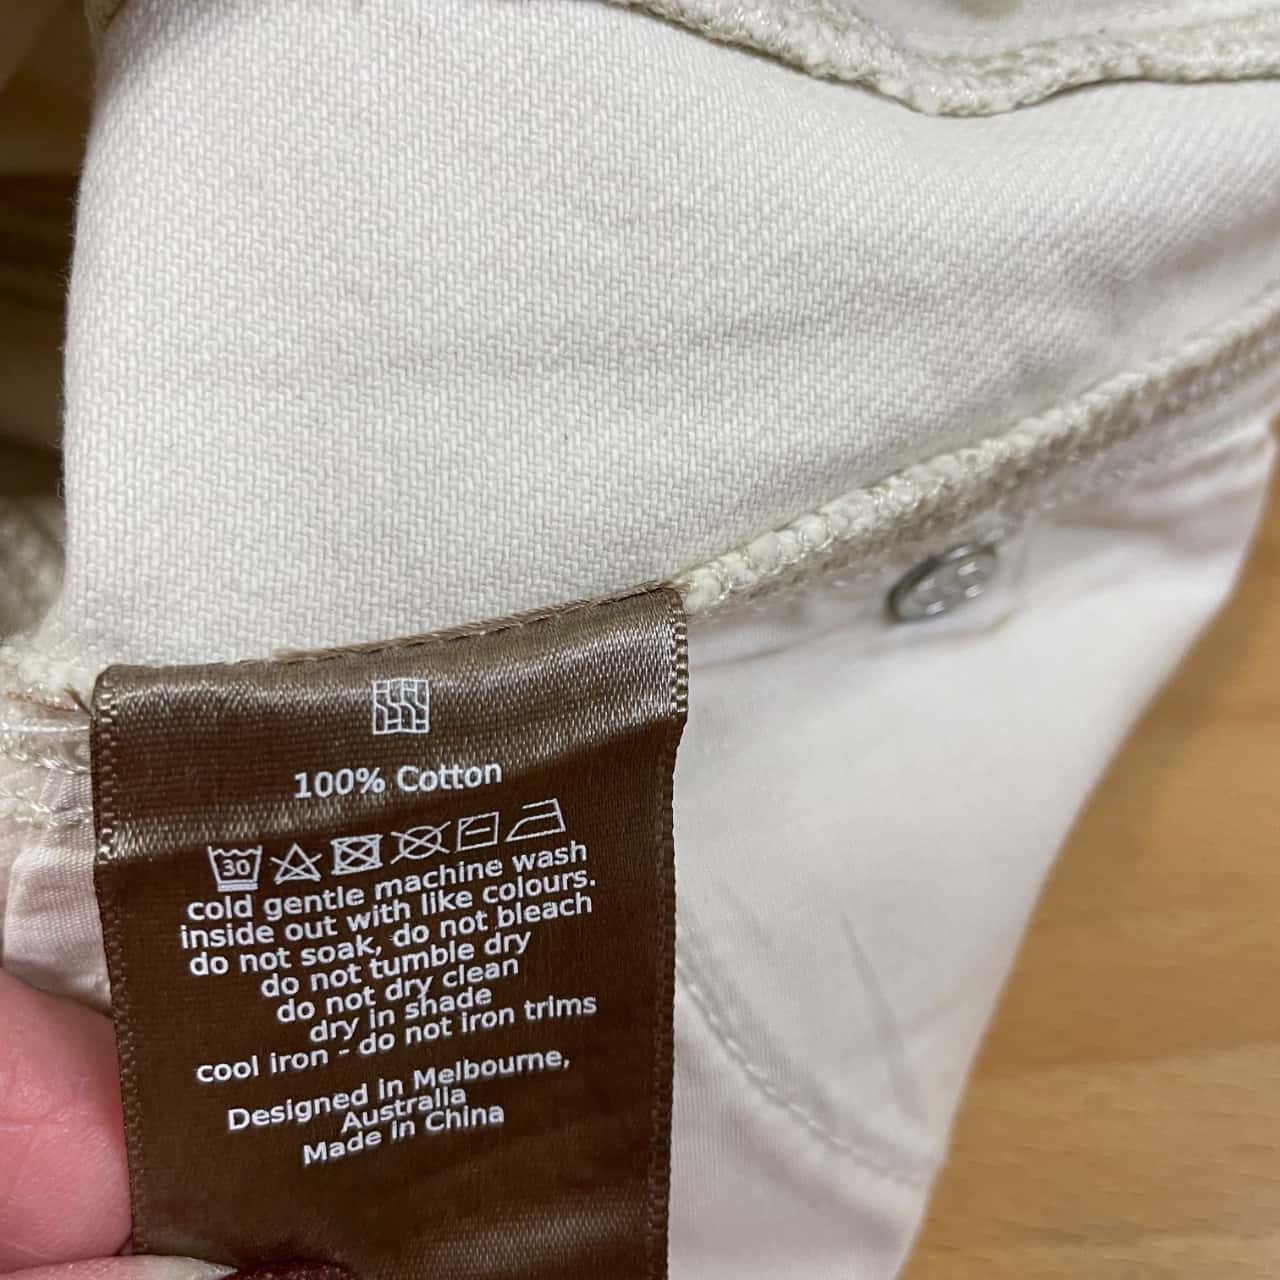 100% Cotton
30
cold gentle machine wash
inside out with like colours.
do not soak, do not bleach
do not tumble dry
do not dry clean
dry in shade
cool iron - do not iron trims
Designed in Melbourne,
Australia
Made in China